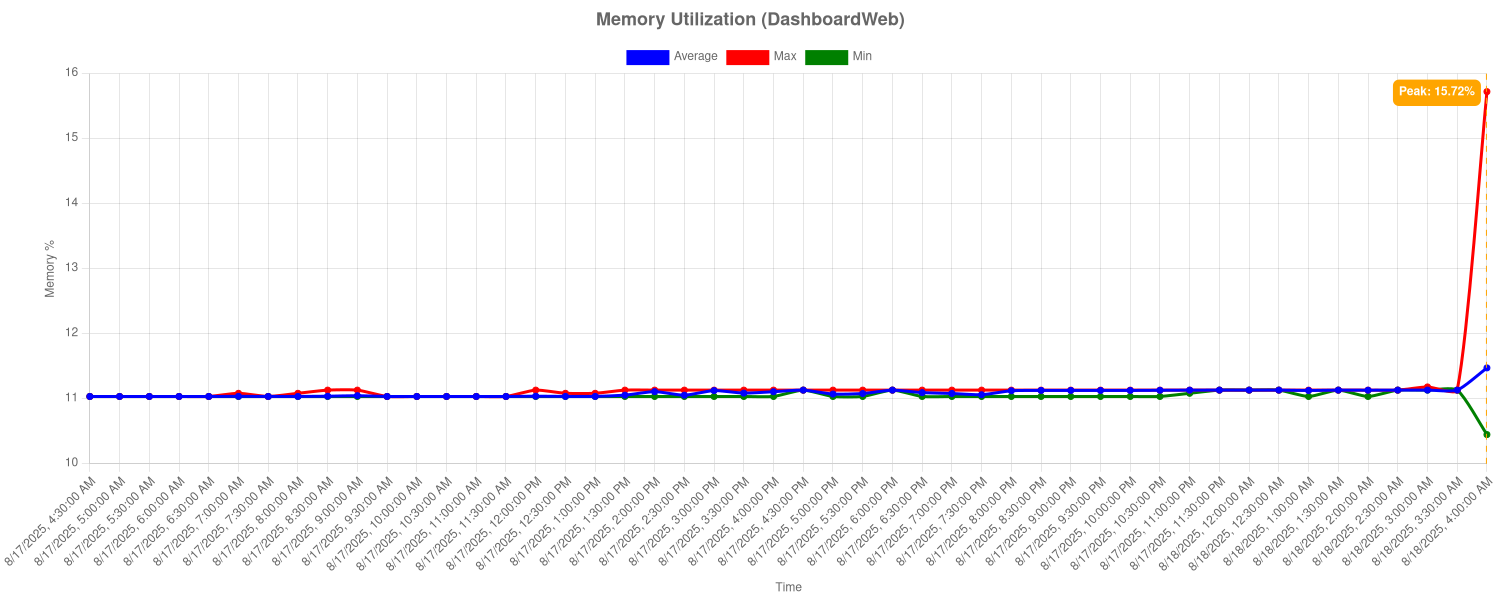 Memory Utilization (DashboardWeb)
Average Max Min
Peak: 15.72%
16
15
14
13
12
11
10
Memory %
8/17/2025, 4:30:00 AM
8/17/2025, 5:00:00 AM
8/17/2025, 5:30:00 AM
8/17/2025, 6:00:00 AM
8/17/2025, 6:30:00 AM
8/17/2025, 7:00:00 AM
8/17/2025, 7:30:00 AM
8/17/2025, 8:00:00 AM
8/17/2025, 8:30:00 AM
8/17/2025, 9:00:00 AM
8/17/2025, 9:30:00 AM
8/17/2025, 10:00:00 AM
8/17/2025, 10:30:00 AM
8/17/2025, 11:00:00 AM
8/17/2025, 11:30:00 AM
8/17/2025, 12:00:00 PM
8/17/2025, 12:30:00 PM
8/17/2025, 1:00:00 PM
8/17/2025, 1:30:00 PM
8/17/2025, 2:00:00 PM
8/17/2025, 2:30:00 PM
8/17/2025, 3:00:00 PM
8/17/2025, 3:30:00 PM
8/17/2025, 4:00:00 PM
8/17/2025, 4:30:00 PM
8/17/2025, 5:00:00 PM
8/17/2025, 5:30:00 PM
8/17/2025, 6:00:00 PM
8/17/2025, 6:30:00 PM
8/17/2025, 7:00:00 PM
8/17/2025, 7:30:00 PM
8/17/2025, 8:00:00 PM
8/17/2025, 8:30:00 PM
8/17/2025, 9:00:00 PM
8/17/2025, 9:30:00 PM
8/17/2025, 10:00:00 PM
8/17/2025, 10:30:00 PM
8/17/2025, 11:00:00 PM
8/17/2025, 11:30:00 PM
8/18/2025, 12:00:00 AM
8/18/2025, 12:30:00 AM
8/18/2025, 1:00:00 AM
8/18/2025, 1:30:00 AM
8/18/2025, 2:00:00 AM
8/18/2025, 2:30:00 AM
8/18/2025, 3:00:00 AM
8/18/2025, 3:30:00 AM
8/18/2025, 4:00:00 AM
Time